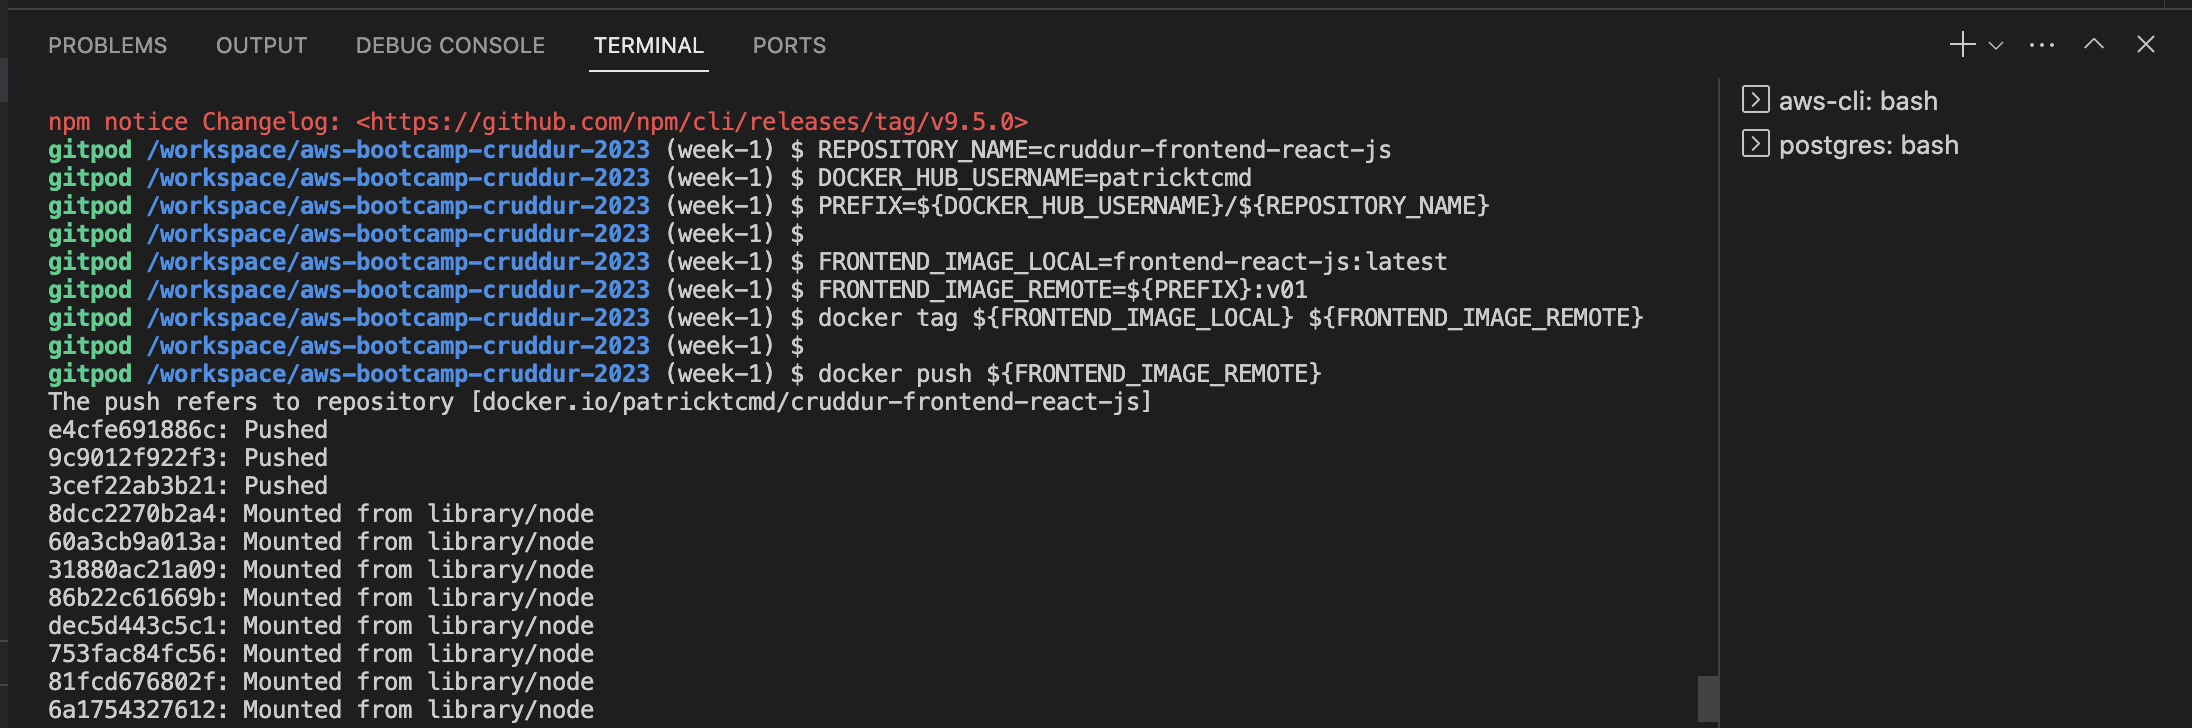 PROBLEMS OUTPUT DEBUG CONSOLE TERMINAL PORTS
npm notice Changelog: <https://github.com/npm/cli/releases/tag/v9.5.0>
gitpod /workspace/aws-bootcamp-cruddur-2023 (week-1) $ REPOSITORY_NAME=cruddur-frontend-react-js
gitpod /workspace/aws-bootcamp-cruddur-2023 (week-1) $ DOCKER_HUB_USERNAME=patricktcmd
gitpod /workspace/aws-bootcamp-cruddur-2023 (week-1) $ PREFIX=${DOCKER_HUB_USERNAME}/${REPOSITORY_NAME}
gitpod /workspace/aws-bootcamp-cruddur-2023 (week-1) $
gitpod /workspace/aws-bootcamp-cruddur-2023 (week-1) $ FRONTEND_IMAGE_LOCAL=frontend-react-js:latest
gitpod /workspace/aws-bootcamp-cruddur-2023 (week-1) $ FRONTEND_IMAGE_REMOTE=${PREFIX}:v01
gitpod /workspace/aws-bootcamp-cruddur-2023 (week-1) $ docker tag ${FRONTEND_IMAGE_LOCAL} ${FRONTEND_IMAGE_REMOTE}
gitpod /workspace/aws-bootcamp-cruddur-2023 (week-1) $
gitpod /workspace/aws-bootcamp-cruddur-2023 (week-1) $ docker push ${FRONTEND_IMAGE_REMOTE}
The push refers to repository [docker.io/patricktcmd/cruddur-frontend-react-js]
e4cfe691886c: Pushed
9c9012f922f3: Pushed
3cef22ab3b21: Pushed
8dcc2270b2a4: Mounted from library/node
60a3cb9a013a: Mounted from library/node
31880ac21a09: Mounted from library/node
86b22c61669b: Mounted from library/node
dec5d443c5c1: Mounted from library/node
753fac84fc56: Mounted from library/node
81fcd676802f: Mounted from library/node
6a1754327612: Mounted from library/node
aws-cli: bash
postgres: bash